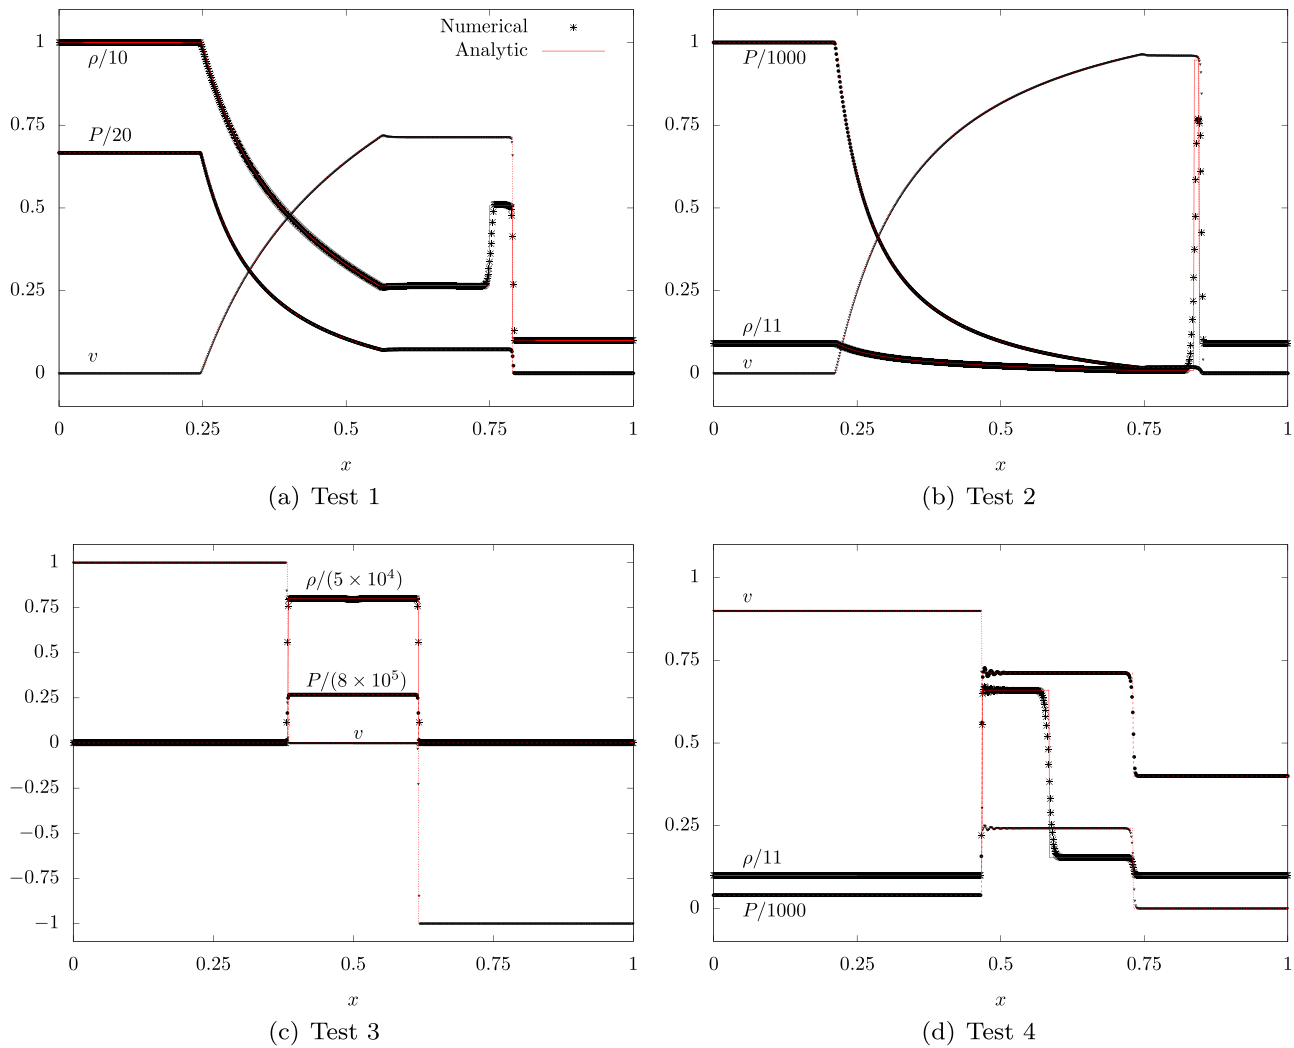 Numerical
Analytic
1
ρ/10
0.75
P/20
0.5
0.25
v
0
0 0.25 0.5 0.75 1
x
(a) Test 1
1
P/1000
0.75
0.5
0.25
ρ/11
v
0
0 0.25 0.5 0.75 1
x
(b) Test 2
1
ρ/(5 × 10⁴)
0.75
0.5
P/(8 × 10⁵)
0.25
v
0
−0.25
−0.5
−0.75
−1
0 0.25 0.5 0.75 1
x
(c) Test 3
1
v
0.75
0.5
0.25
ρ/11
P/1000
0
0 0.25 0.5 0.75 1
x
(d) Test 4